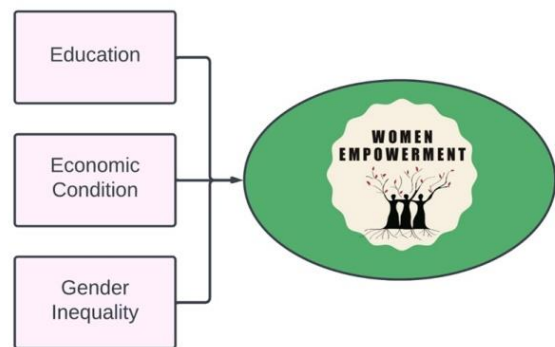 Education
Economic
Condition
Gender
Inequality
WOMEN
EMPOWERMENT